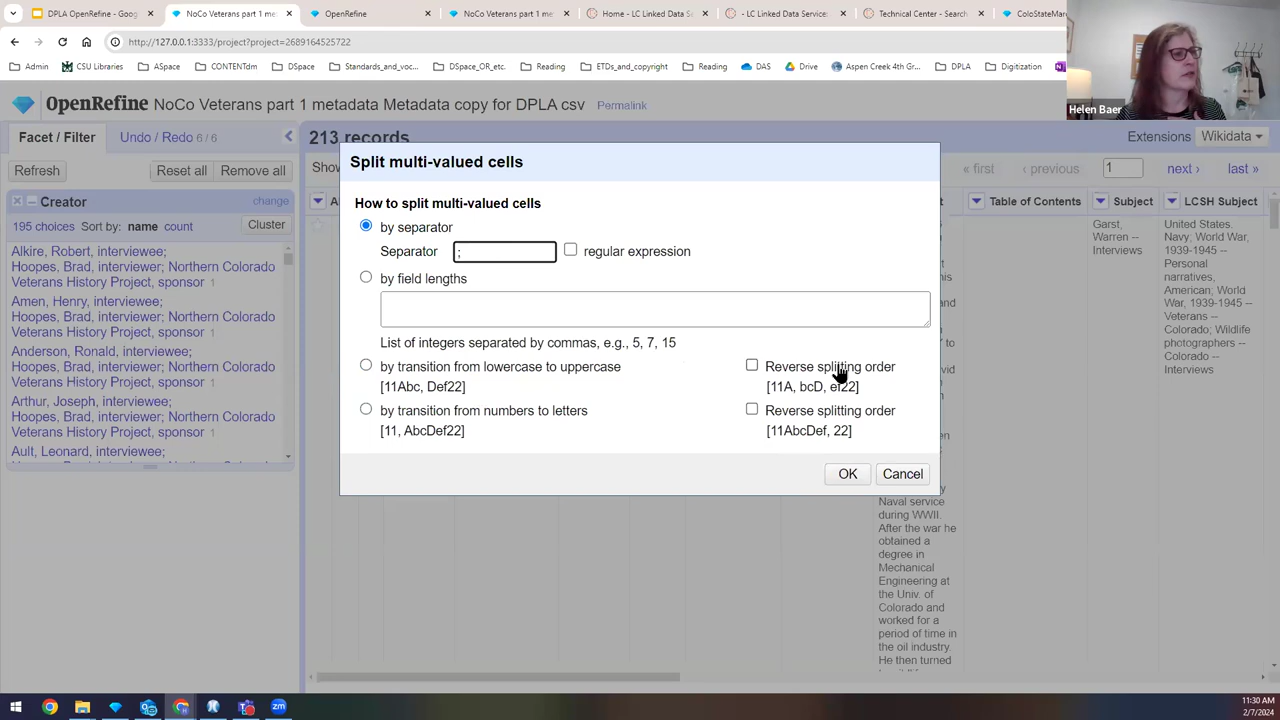 DPLA OpenRefine - Google
NoCo Veterans part 1 me
OpenRefine
NoCo Veterans part 1 me
Home - LC Linked Data Se
- LC Linked Data Services
Technical Center - Search
ColoStateMa
http://127.0.0.1:3333/project?project=2689164525722
Admin
CSU Libraries
ASpace
CONTENTdm
DSpace
Standards_and_voc...
DSpace_OR_etc.
Reading
ETDs_and_copyright
Reading
DAS
Drive
Aspen Creek 4th Gr...
DPLA
Digitization
Helen Baer
OpenRefine NoCo Veterans part 1 metadata Metadata copy for DPLA csv Permalink
Facet / Filter
Undo / Redo 6 / 6
213 records
Extensions
Wikidata
Refresh
Reset all
Remove all
Show
« first
‹ previous
1
next ›
last »
Creator
change
195 choices Sort by: name count
Cluster
Alkire, Robert, interviewee;
Hoopes, Brad, interviewer; Northern Colorado
Veterans History Project, sponsor 1
Amen, Henry, interviewee;
Hoopes, Brad, interviewer; Northern Colorado
Veterans History Project, sponsor 1
Anderson, Ronald, interviewee;
Hoopes, Brad, interviewer; Northern Colorado
Veterans History Project, sponsor 1
Arthur, Joseph, interviewee;
Hoopes, Brad, interviewer; Northern Colorado
Veterans History Project, sponsor 1
Ault, Leonard, interviewee;
Split multi-valued cells
How to split multi-valued cells
by separator
Separator ; regular expression
by field lengths
List of integers separated by commas, e.g., 5, 7, 15
by transition from lowercase to uppercase
[11Abc, Def22]
Reverse splitting order
[11A, bcD, ef22]
by transition from numbers to letters
[11, AbcDef22]
Reverse splitting order
[11AbcDef, 22]
OK
Cancel
Table of Contents
Subject
LCSH Subject
Garst,
Warren --
Interviews
United States.
Navy; World War,
1939-1945 --
Personal
narratives,
American; World
War, 1939-1945 --
Veterans --
Colorado; Wildlife
photographers --
Colorado --
Interviews
Naval service
during WWII.
After the war he
obtained a
degree in
Mechanical
Engineering at
the Univ. of
Colorado and
worked for a
period of time in
the oil industry.
He then turned
11:30 AM
2/7/2024